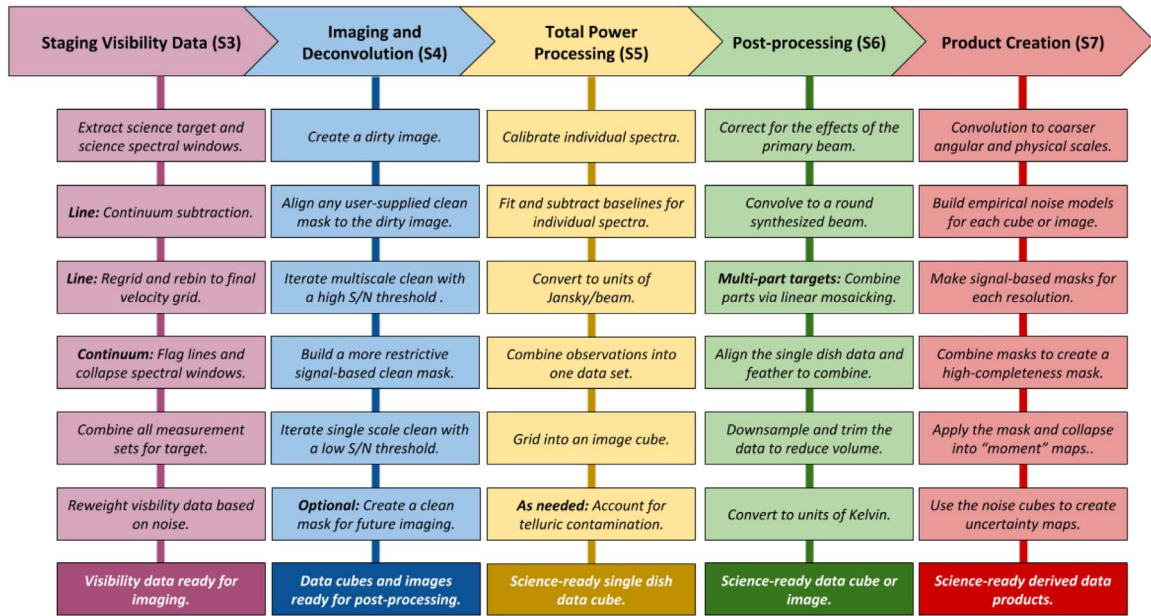 Staging Visibility Data (S3)
Imaging and
Deconvolution (S4)
Total Power
Processing (S5)
Post-processing (S6)
Product Creation (S7)
Extract science target and
science spectral windows.
Line: Continuum subtraction.
Line: Regrid and rebin to final
velocity grid.
Continuum: Flag lines and
collapse spectral windows.
Combine all measurement
sets for target.
Reweight visbility data based
on noise.
Visibility data ready for
imaging.
Create a dirty image.
Align any user-supplied clean
mask to the dirty image.
Iterate multiscale clean with
a high S/N threshold .
Build a more restrictive
signal-based clean mask.
Iterate single scale clean with
a low S/N threshold.
Optional: Create a clean
mask for future imaging.
Data cubes and images
ready for post-processing.
Calibrate individual spectra.
Fit and subtract baselines for
individual spectra.
Convert to units of
Jansky/beam.
Combine observations into
one data set.
Grid into an image cube.
As needed: Account for
telluric contamination.
Science-ready single dish
data cube.
Correct for the effects of the
primary beam.
Convolve to a round
synthesized beam.
Multi-part targets: Combine
parts via linear mosaicking.
Align the single dish data and
feather to combine.
Downsample and trim the
data to reduce volume.
Convert to units of Kelvin.
Science-ready data cube or
image.
Convolution to coarser
angular and physical scales.
Build empirical noise models
for each cube or image.
Make signal-based masks for
each resolution.
Combine masks to create a
high-completeness mask.
Apply the mask and collapse
into “moment” maps..
Use the noise cubes to create
uncertainty maps.
Science-ready derived data
products.